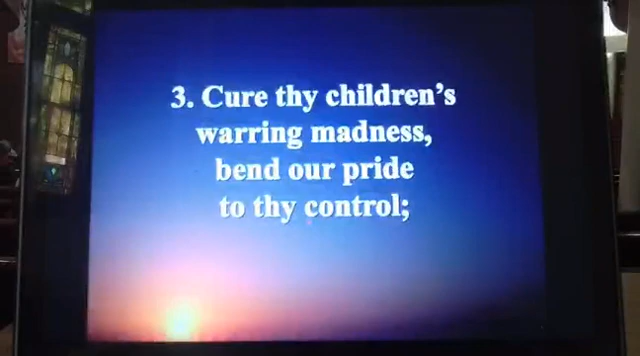 3. Cure thy children's
warring madness,
bend our pride
to thy control;